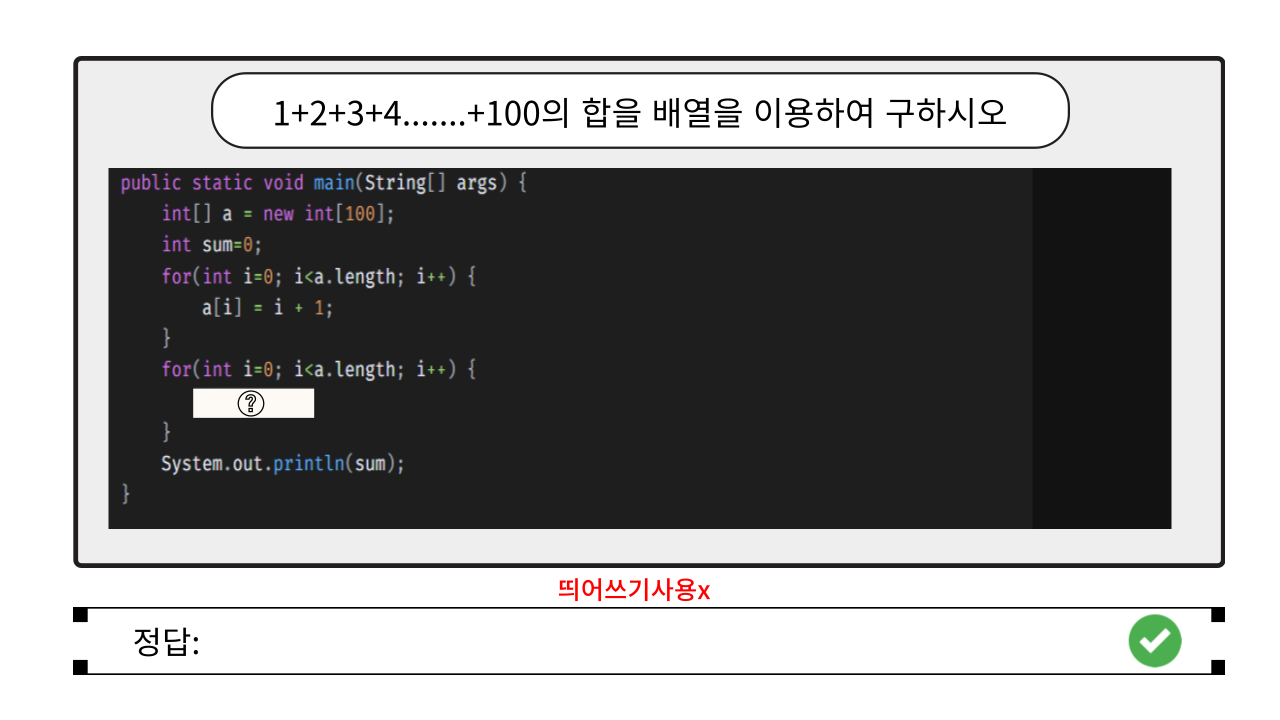 1+2+3+4.......+100의 합을 배열을 이용하여 구하시오
public static void main(String[] args) {
    int[] a = new int[100];
    int sum=0;
    for(int i=0; i<a.length; i++) {
        a[i] = i + 1;
    }
    for(int i=0; i<a.length; i++) {
        ?
    }
    System.out.println(sum);
}
띄어쓰기사용x
정답: